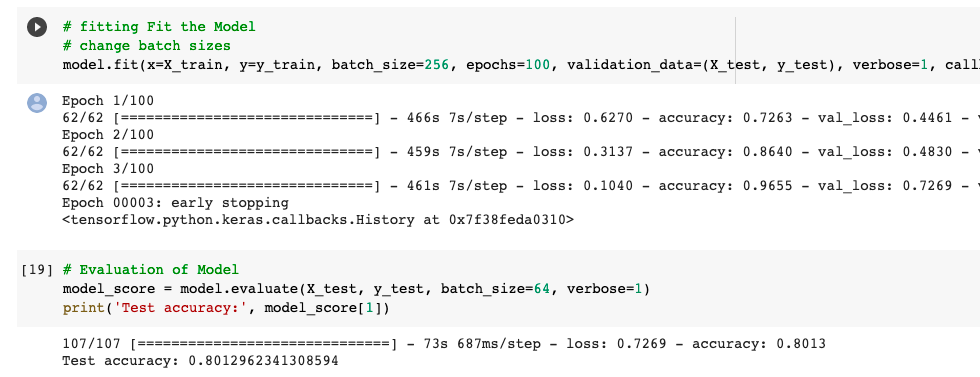 # fitting Fit the Model
# change batch sizes
model.fit(x=X_train, y=y_train, batch_size=256, epochs=100, validation_data=(X_test, y_test), verbose=1, call
Epoch 1/100
62/62 [==============================] - 466s 7s/step - loss: 0.6270 - accuracy: 0.7263 - val_loss: 0.4461 -
Epoch 2/100
62/62 [==============================] - 459s 7s/step - loss: 0.3137 - accuracy: 0.8640 - val_loss: 0.4830 -
Epoch 3/100
62/62 [==============================] - 461s 7s/step - loss: 0.1040 - accuracy: 0.9655 - val_loss: 0.7269 -
Epoch 00003: early stopping
<tensorflow.python.keras.callbacks.History at 0x7f38feda0310>
[19] # Evaluation of Model
model_score = model.evaluate(X_test, y_test, batch_size=64, verbose=1)
print('Test accuracy:', model_score[1])
107/107 [==============================] - 73s 687ms/step - loss: 0.7269 - accuracy: 0.8013
Test accuracy: 0.8012962341308594